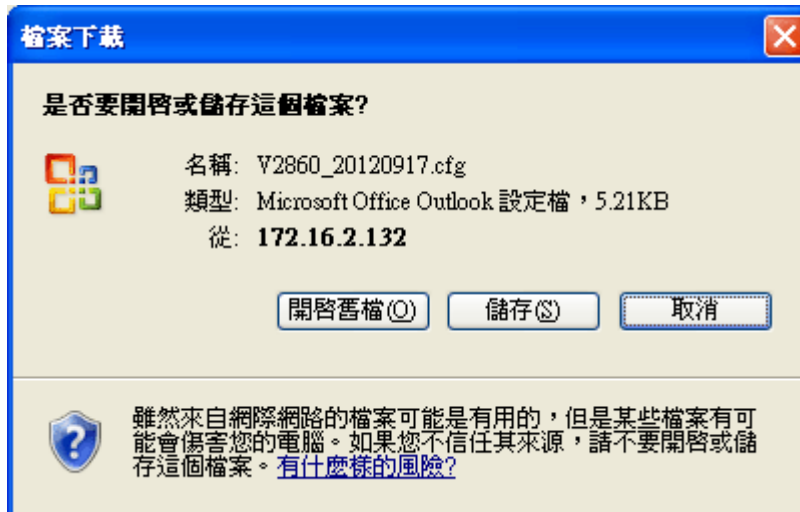 檔案下載
是否要開啓或儲存這個檔案?
名稱: V2860_20120917.cfg
類型: Microsoft Office Outlook 設定檔，5.21KB
從: 172.16.2.132
開啓舊檔(O) 儲存(S) 取消
雖然來自網際網路的檔案可能是有用的，但是某些檔案有可
能會傷害您的電腦。如果您不信任其來源，請不要開啓或儲
存這個檔案。有什麼樣的風險?